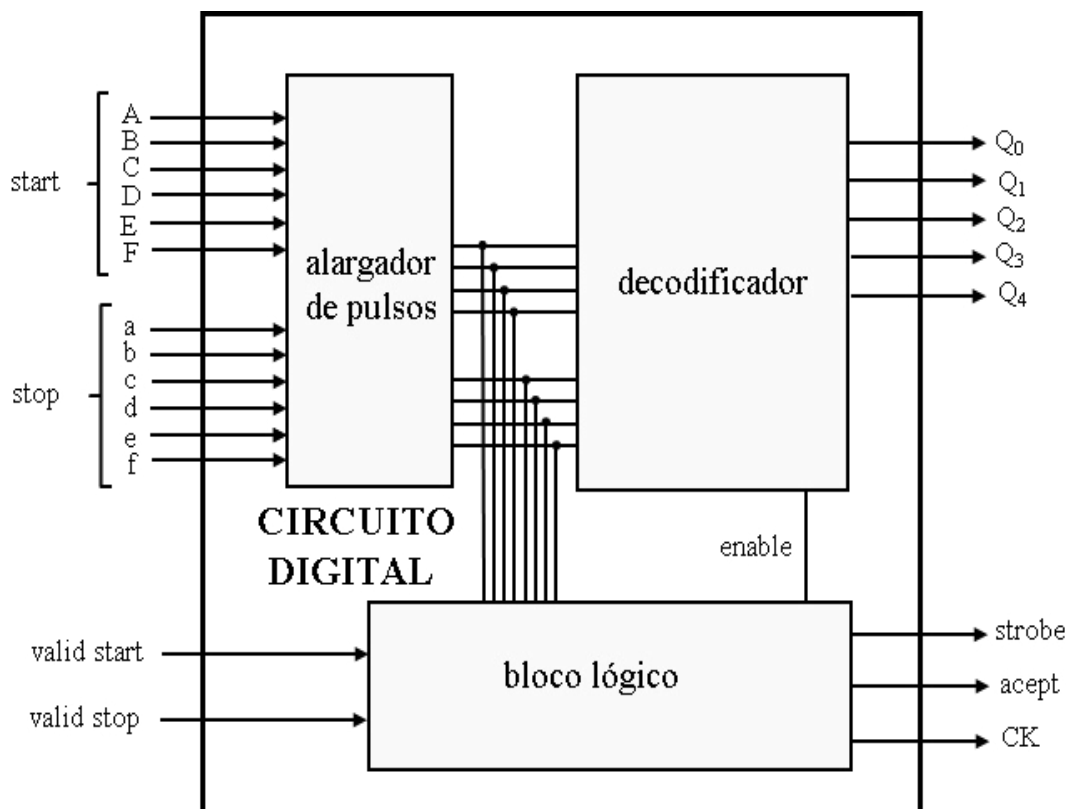 start
A
B
C
D
E
F
stop
a
b
c
d
e
f
alargador
de pulsos
decodificador
Q0
Q1
Q2
Q3
Q4
CIRCUITO
DIGITAL
enable
valid start
valid stop
bloco lógico
strobe
acept
CK